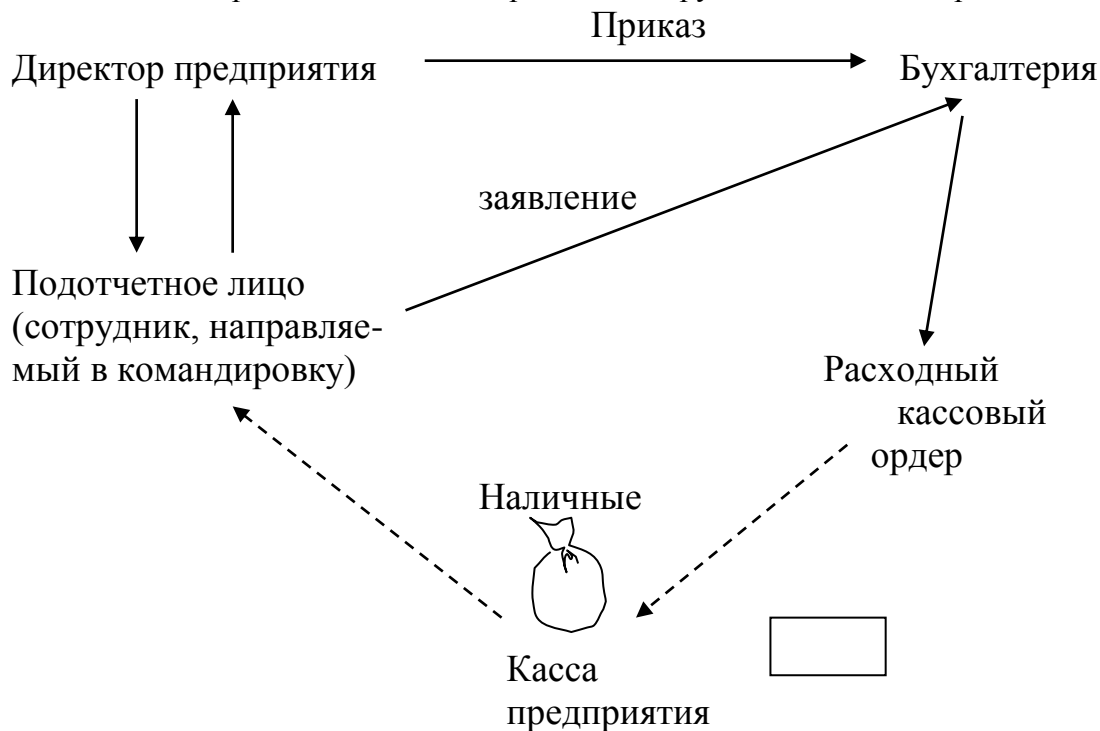 Приказ
Директор предприятия
Бухгалтерия
заявление
Подотчетное лицо
(сотрудник, направляе-
мый в командировку)
Расходный
кассовый
ордер
Наличные
Касса
предприятия